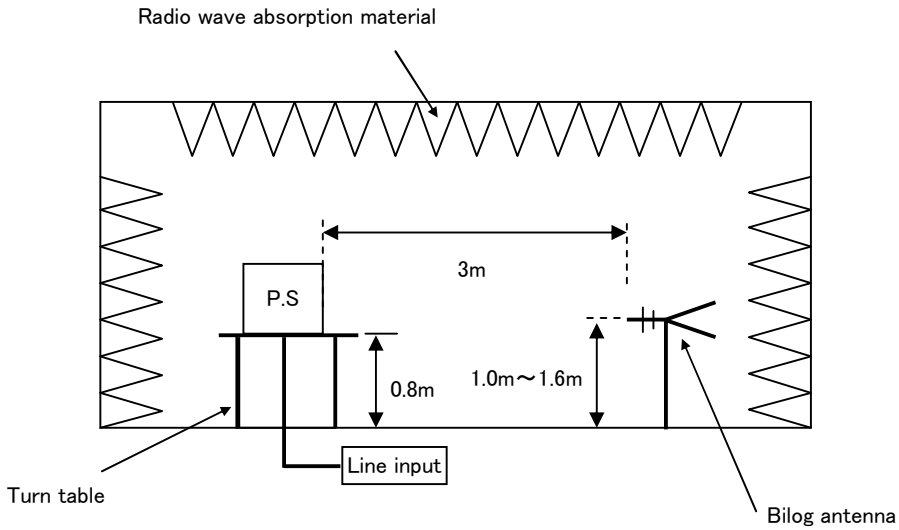 Radio wave absorption material
3m
P.S
0.8m
1.0m～1.6m
Line input
Turn table
Bilog antenna